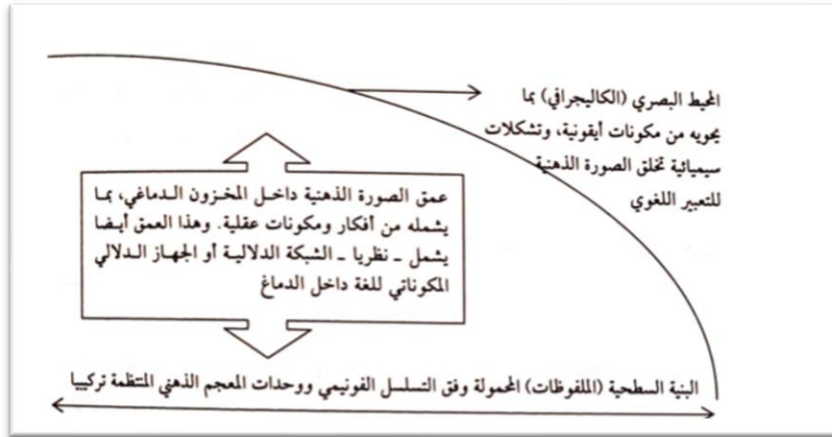 المحيط البصري (الكاليجرافي) بما
يحويه من مكونات أيقونية، وتشكلات
سيميائية تخلق الصورة الذهنية
للتعبير اللغوي
عمق الصورة الذهنية داخل المخزون الدماغي، بما
يشمله من أفكار ومكونات عقلية. وهذا العمق أيضا
يشمل ـ نظريا ـ الشبكة الدلالية أو الجهاز الدلالي
المكوناتي للغة داخل الدماغ
البنية السطحية (الملفوظات) المحمولة وفق التسلسل الفونيمي ووحدات المعجم الذهني المنتظمة تركيبيا